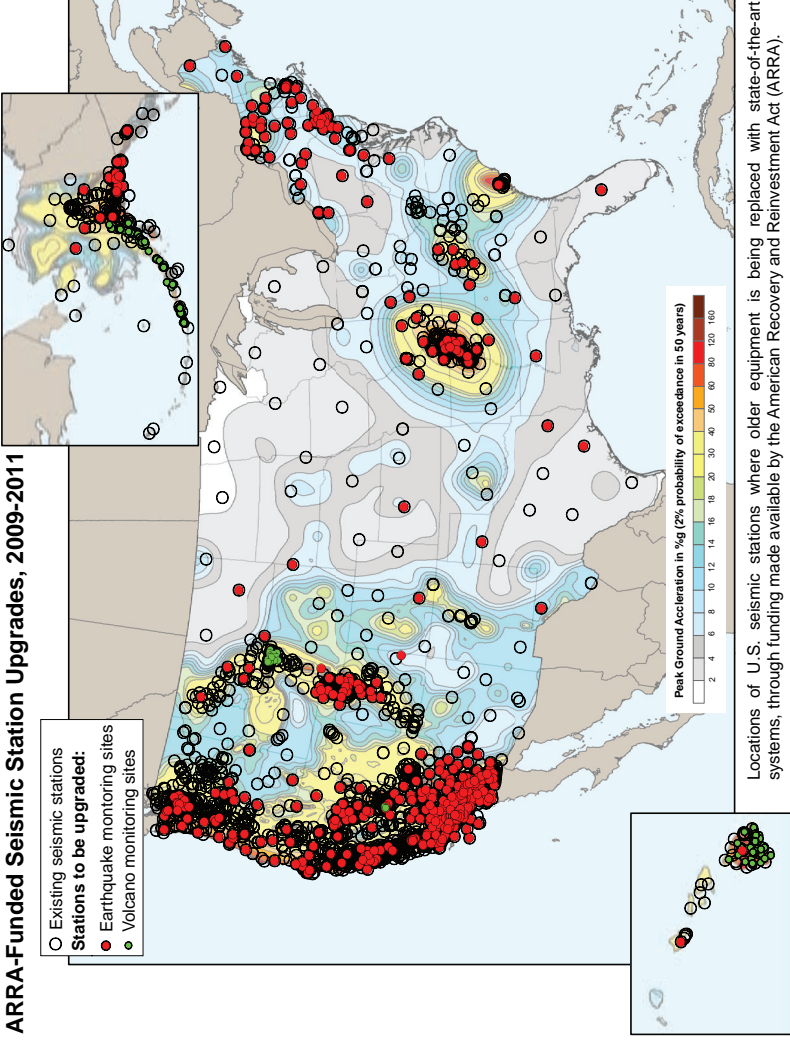 ARRA-Funded Seismic Station Upgrades, 2009-2011
Existing seismic stations
Stations to be upgraded:
Earthquake monitoring sites
Volcano monitoring sites
Peak Ground Accleration in %g (2% probability of exceedance in 50 years)
2 4 6 8 10 12 14 16 18 20 30 40 50 60 80 120 160
Locations of U.S. seismic stations where older equipment is being replaced with state-of-the-art
systems, through funding made available by the American Recovery and Reinvestment Act (ARRA).